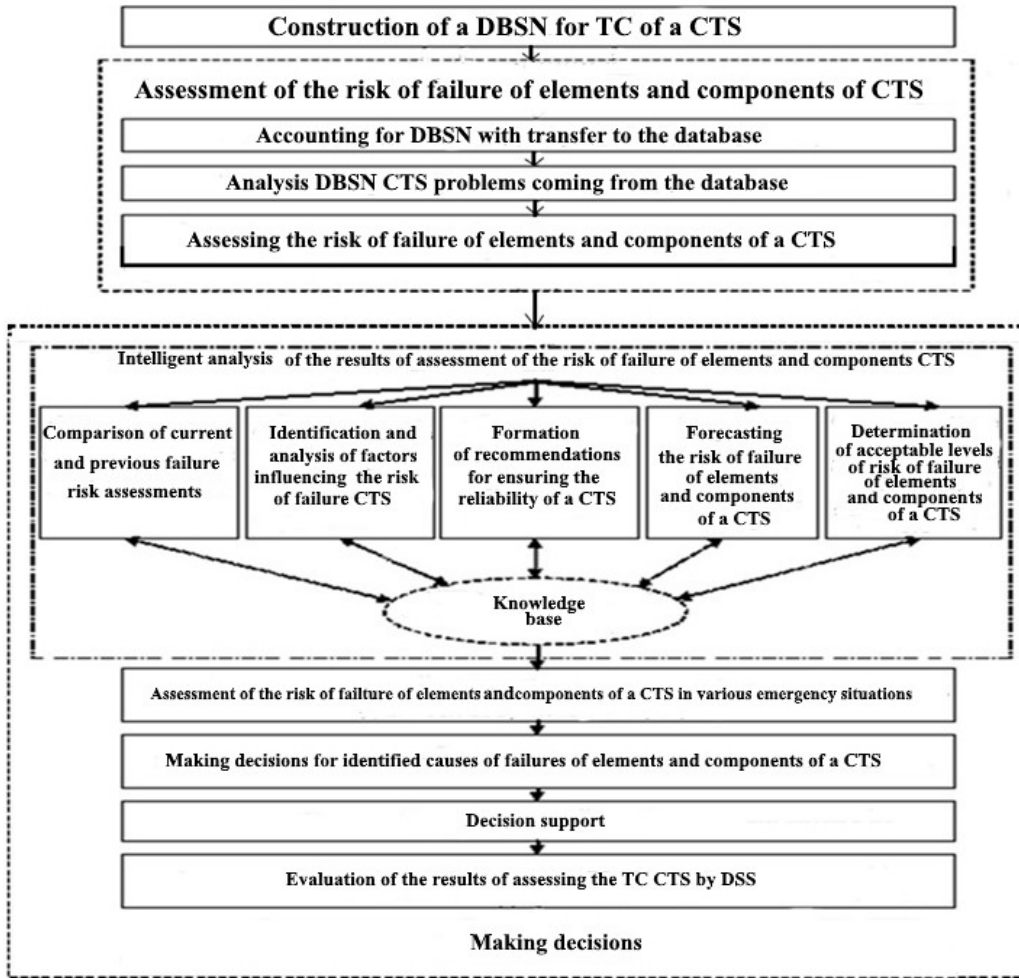 Construction of a DBSN for TC of a CTS
Assessment of the risk of failure of elements and components of CTS
Accounting for DBSN with transfer to the database
Analysis DBSN CTS problems coming from the database
Assessing the risk of failure of elements and components of a CTS
Intelligent analysis of the results of assessment of the risk of failure of elements and components CTS
Comparison of current
and previous failure
risk assessments
Identification and
analysis of factors
influencing the risk
of failure CTS
Formation
of recommendations
for ensuring the
reliability of a CTS
Forecasting
the risk of failure
of elements
and components
of a CTS
Determination
of acceptable levels
of risk of failure
of elements
and components
of a CTS
Knowledge
base
Assessment of the risk of failture of elements andcomponents of a CTS in various emergency situations
Making decisions for identified causes of failures of elements and components of a CTS
Decision support
Evaluation of the results of assessing the TC CTS by DSS
Making decisions